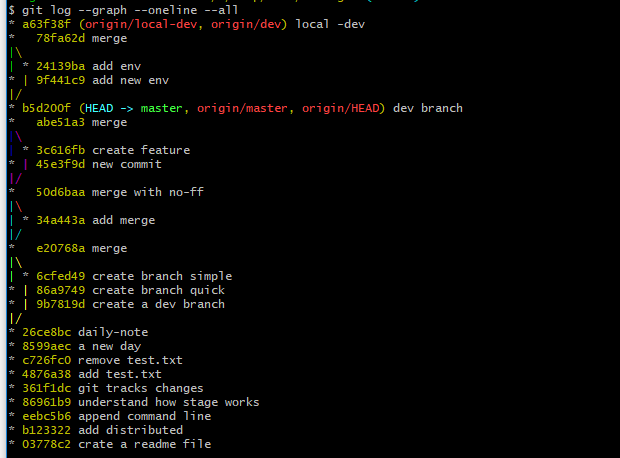 $ git log --graph --oneline --all
* a63f38f (origin/local-dev, origin/dev) local -dev
*   78fa62d merge
|\
| * 24139ba add env
* | 9f441c9 add new env
|/
* b5d200f (HEAD -> master, origin/master, origin/HEAD) dev branch
*   abe51a3 merge
|\
| * 3c616fb create feature
* | 45e3f9d new commit
|/
*   50d6baa merge with no-ff
|\
| * 34a443a add merge
|/
*   e20768a merge
|\
| * 6cfed49 create branch simple
* | 86a9749 create branch quick
* | 9b7819d create a dev branch
|/
* 26ce8bc daily-note
* 8599aec a new day
* c726fc0 remove test.txt
* 4876a38 add test.txt
* 361f1dc git tracks changes
* 86961b9 understand how stage works
* eebc5b6 append command line
* b123322 add distributed
* 03778c2 crate a readme file